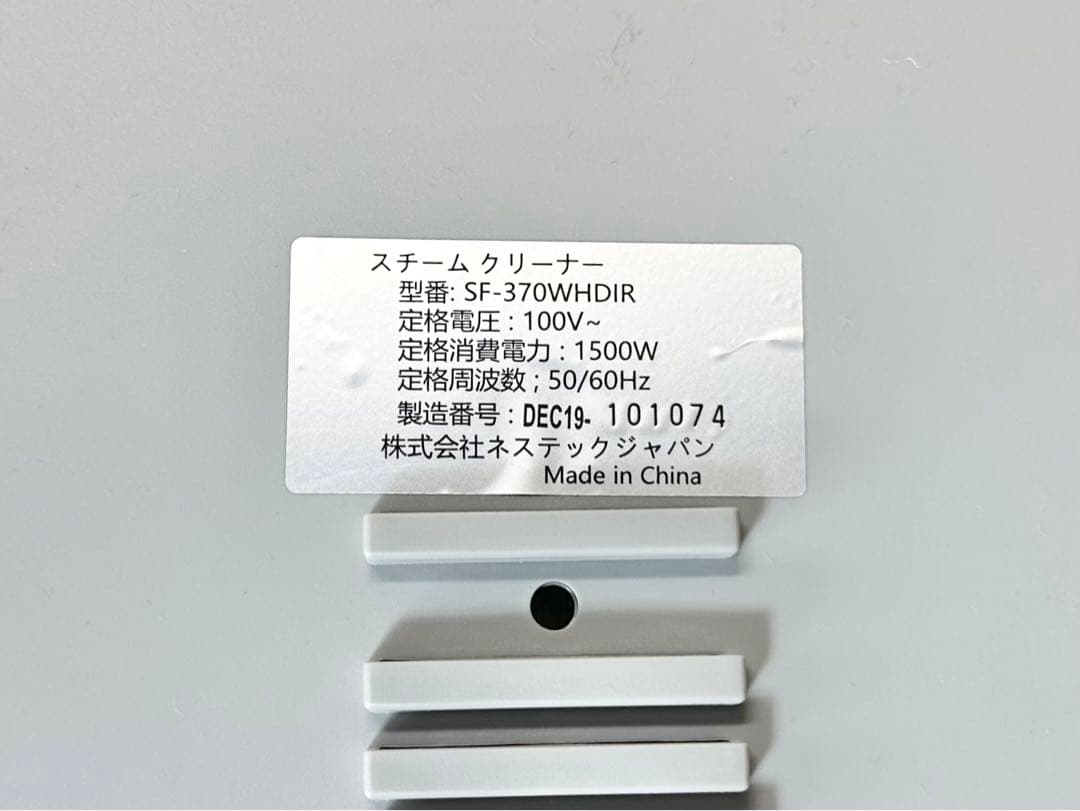 スチーム クリーナー
型番: SF-370WHDIR
定格電圧 : 100V~
定格消費電力 : 1500W
定格周波数 ; 50/60Hz
製造番号 : DEC19- 101074
株式会社ネステックジャパン
Made in China